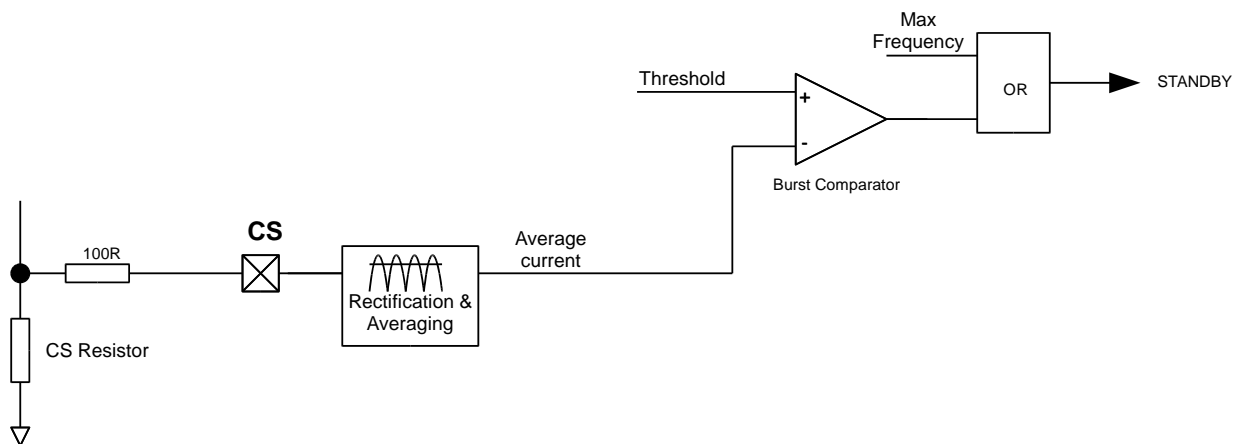 Max
Frequency
Threshold
+
-
OR
STANDBY
Burst Comparator
CS
100R
Average
current
Rectification &
Averaging
CS Resistor